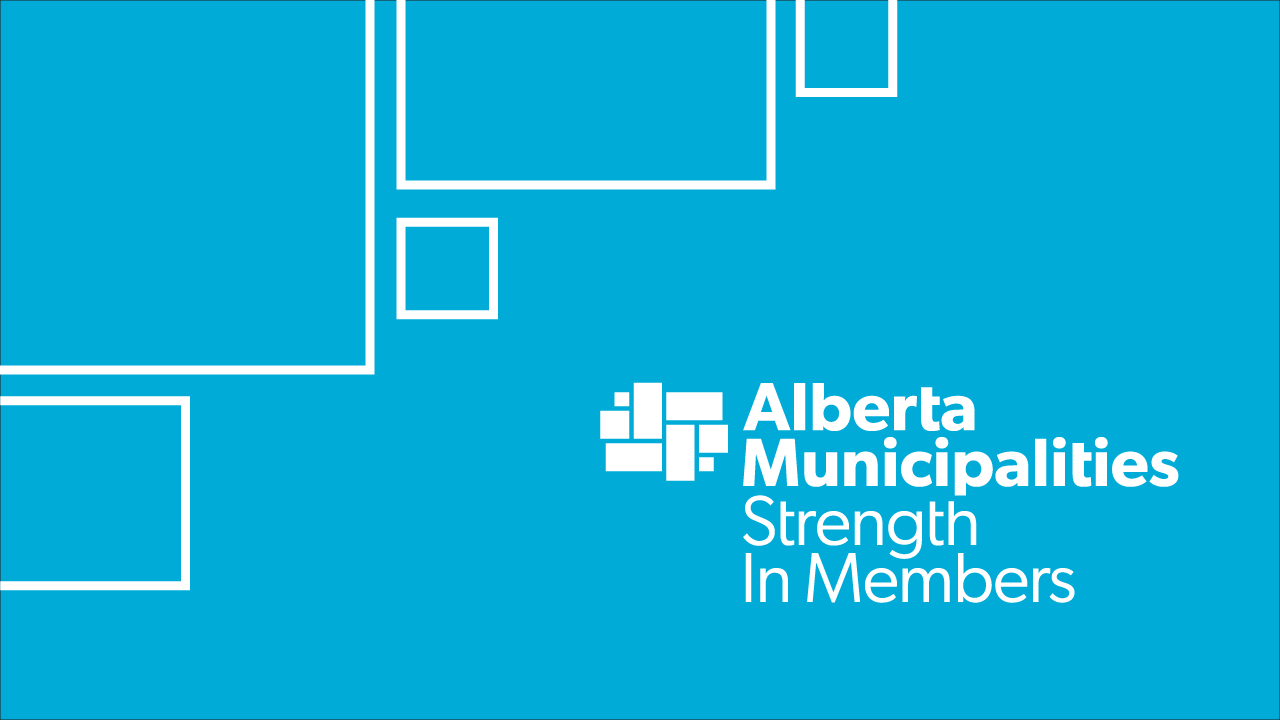 Alberta
Municipalities
Strength
In Members